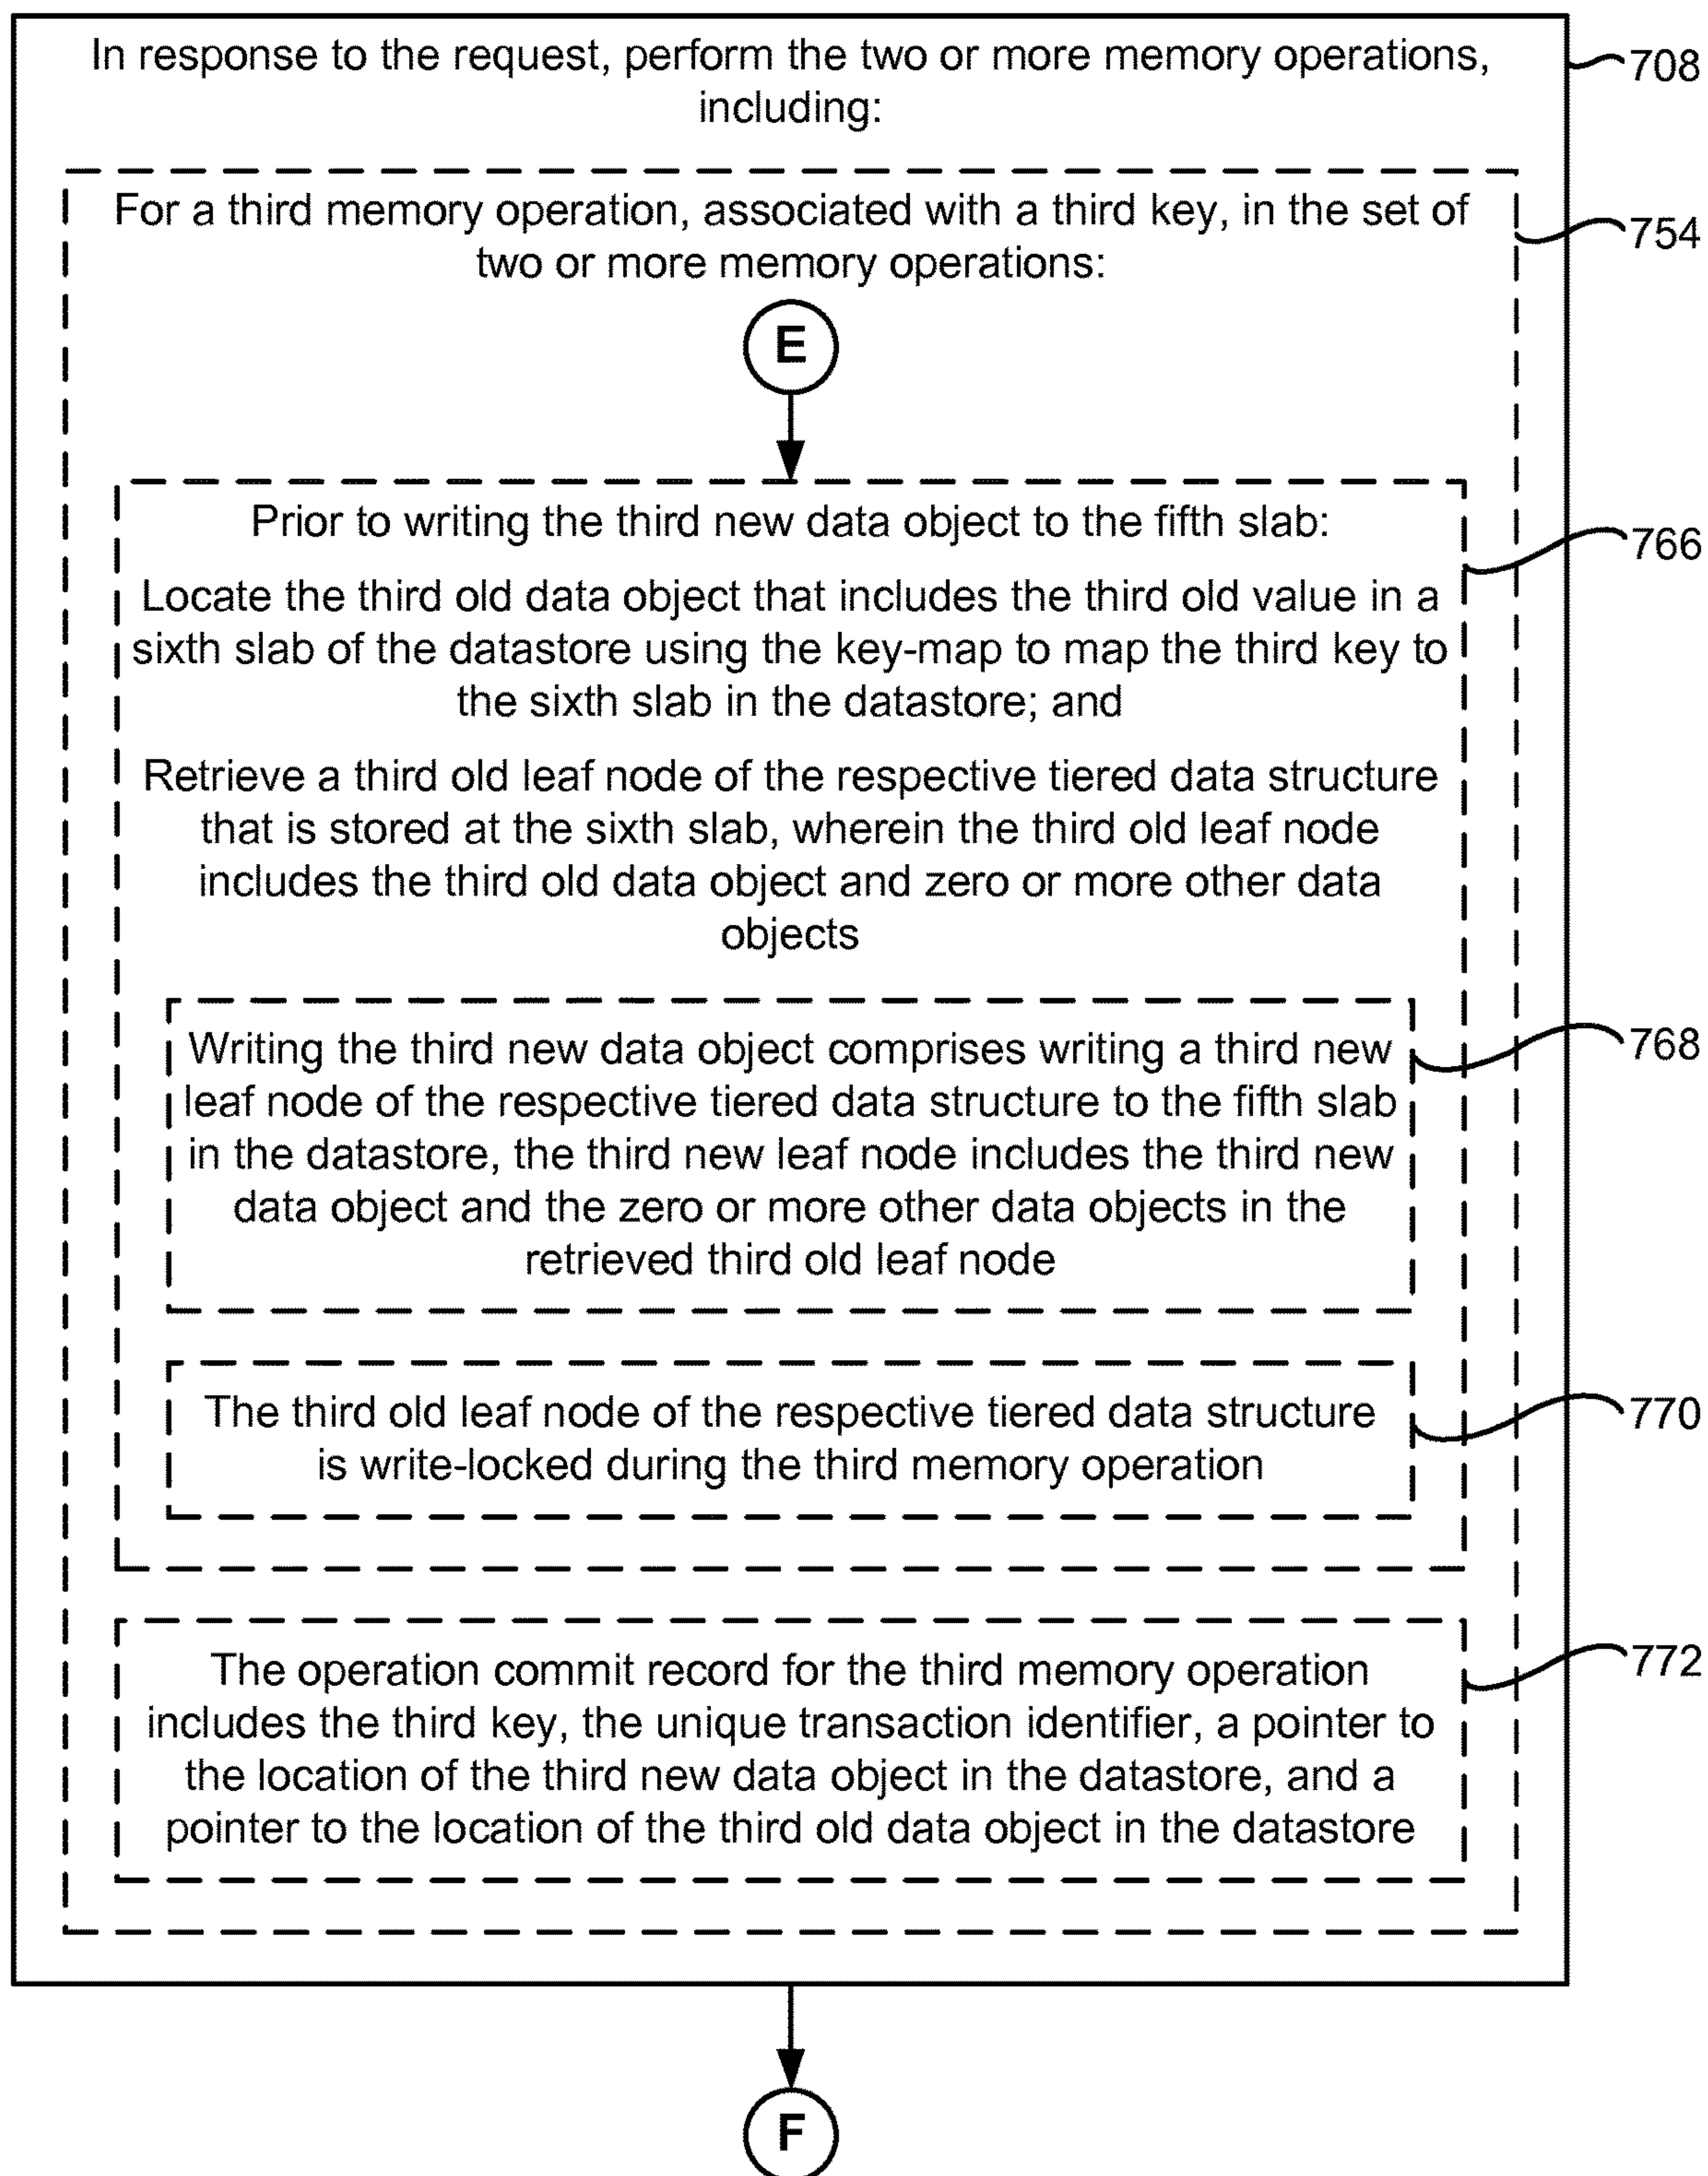 In response to the request, perform the two or more memory operations,
including:
708
For a third memory operation, associated with a third key, in the set of
two or more memory operations:
754
E
Prior to writing the third new data object to the fifth slab:
766
Locate the third old data object that includes the third old value in a
sixth slab of the datastore using the key-map to map the third key to
the sixth slab in the datastore; and
Retrieve a third old leaf node of the respective tiered data structure
that is stored at the sixth slab, wherein the third old leaf node
includes the third old data object and zero or more other data
objects
Writing the third new data object comprises writing a third new
leaf node of the respective tiered data structure to the fifth slab
in the datastore, the third new leaf node includes the third new
data object and the zero or more other data objects in the
retrieved third old leaf node
768
The third old leaf node of the respective tiered data structure
is write-locked during the third memory operation
770
The operation commit record for the third memory operation
includes the third key, the unique transaction identifier, a pointer to
the location of the third new data object in the datastore, and a
pointer to the location of the third old data object in the datastore
772
F